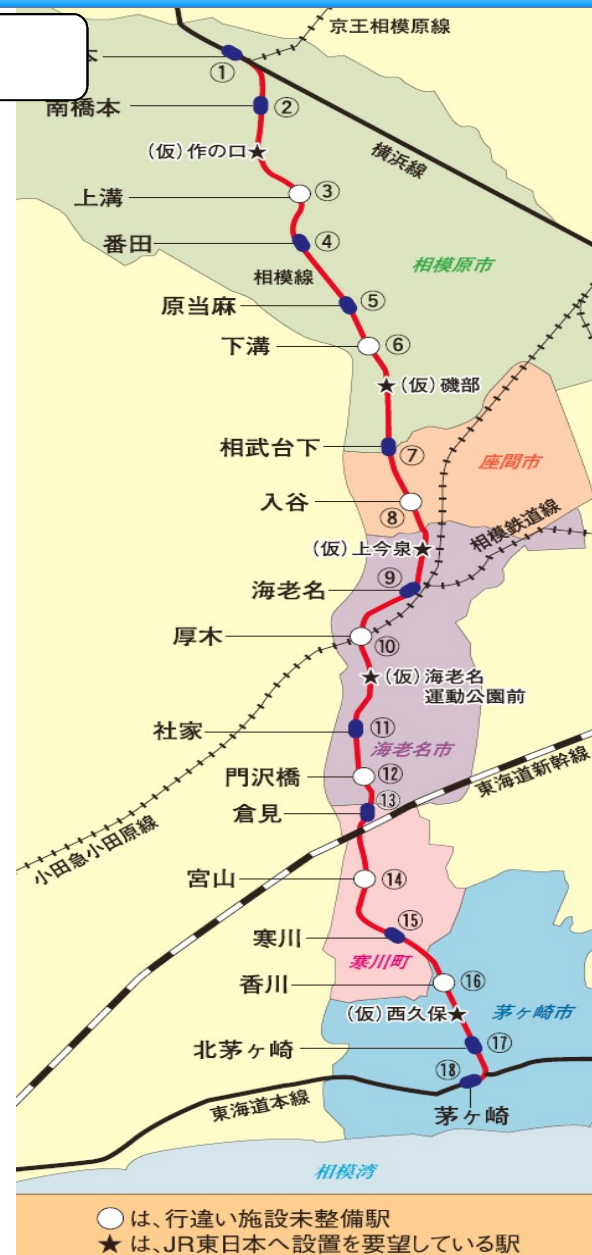 京王相模原線
本
①
南橋本
②
(仮)作の口★
横浜線
上溝
③
番田
④
相模線
相模原市
原当麻
⑤
下溝
⑥
★(仮)磯部
相武台下
⑦
座間市
入谷
⑧
相模鉄道線
(仮)上今泉★
海老名
⑨
厚木
⑩
★(仮)海老名
運動公園前
社家
⑪
海老名市
門沢橋
⑫
東海道新幹線
倉見
⑬
小田急小田原線
宮山
⑭
寒川
⑮
寒川町
香川
⑯
(仮)西久保★
茅ヶ崎市
北茅ヶ崎
⑰
⑱
東海道本線
茅ヶ崎
相模湾
○は、行違い施設未整備駅
★は、JR東日本へ設置を要望している駅